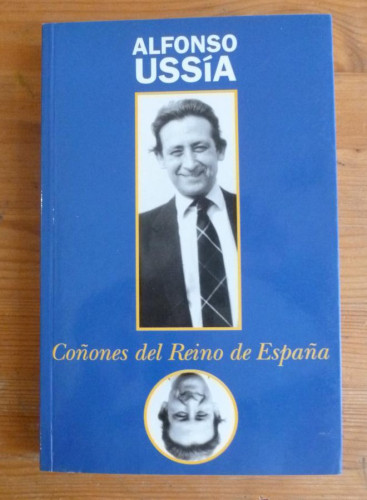 ALFONSO
USSíA
Coñones del Reino de España